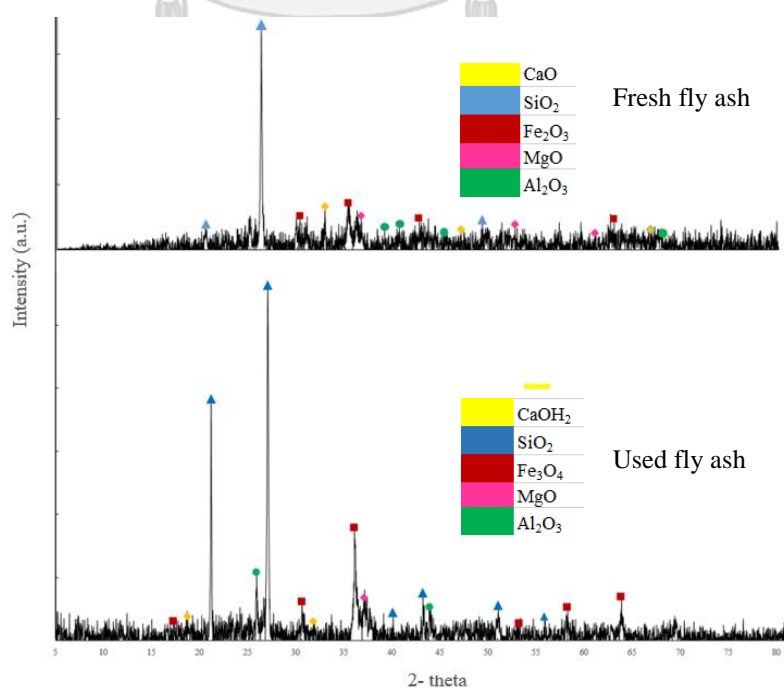 CaO
SiO₂
Fe₂O₃
MgO
Al₂O₃
Fresh fly ash
Intensity (a.u.)
CaOH₂
SiO₂
Fe₃O₄
MgO
Al₂O₃
Used fly ash
5 10 15 20 25 30 35 40 45 50 55 60 65 70 75 80
2- theta